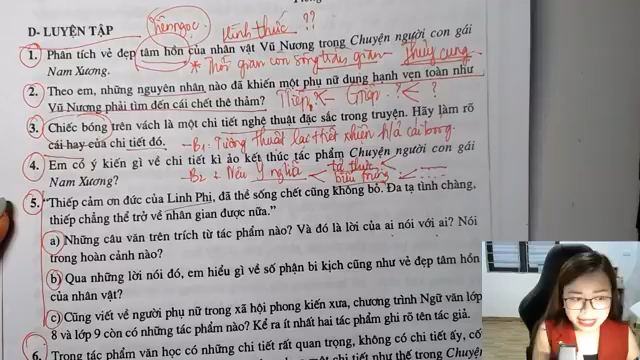 D- LUYỆN TẬP
Hình thức ??
1. Phân tích vẻ đẹp tâm hồn của nhân vật Vũ Nương trong Chuyện người con gái
Nam Xương.
* Thời gian còn sống ở trần gian
thủy cung
2. Theo em, những nguyên nhân nào đã khiến một phụ nữ dung hạnh vẹn toàn như
Vũ Nương phải tìm đến cái chết thê thảm?
Tiếp
Gtiếp
?
3. Chiếc bóng trên vách là một chi tiết nghệ thuật đặc sắc trong truyện. Hãy làm rõ
cái hay của chi tiết đó.
- B1: Tường thuật lại
4. Em có ý kiến gì về chi tiết kì ảo kết thúc tác phẩm Chuyện người con gái
Nam Xương?
- B2: Nêu ý nghĩa
tả thực
biểu trưng
5. “Thiếp cảm ơn đức của Linh Phi, đã thề sống chết cũng không bỏ. Đa tạ tình chàng,
thiếp chẳng thể trở về nhân gian được nữa.”
a) Những câu văn trên trích từ tác phẩm nào? Và đó là lời của ai nói với ai? Nói
trong hoàn cảnh nào?
b) Qua những lời nói đó, em hiểu gì về số phận bi kịch cũng như vẻ đẹp tâm hồn
của nhân vật?
c) Cũng viết về người phụ nữ trong xã hội phong kiến xưa, chương trình Ngữ văn lớp
8 và lớp 9 còn có những tác phẩm nào? Kể ra ít nhất hai tác phẩm ghi rõ tên tác giả.
6. Trong tác phẩm văn học có những chi tiết rất quan trọng, không có chi tiết ấy, cố